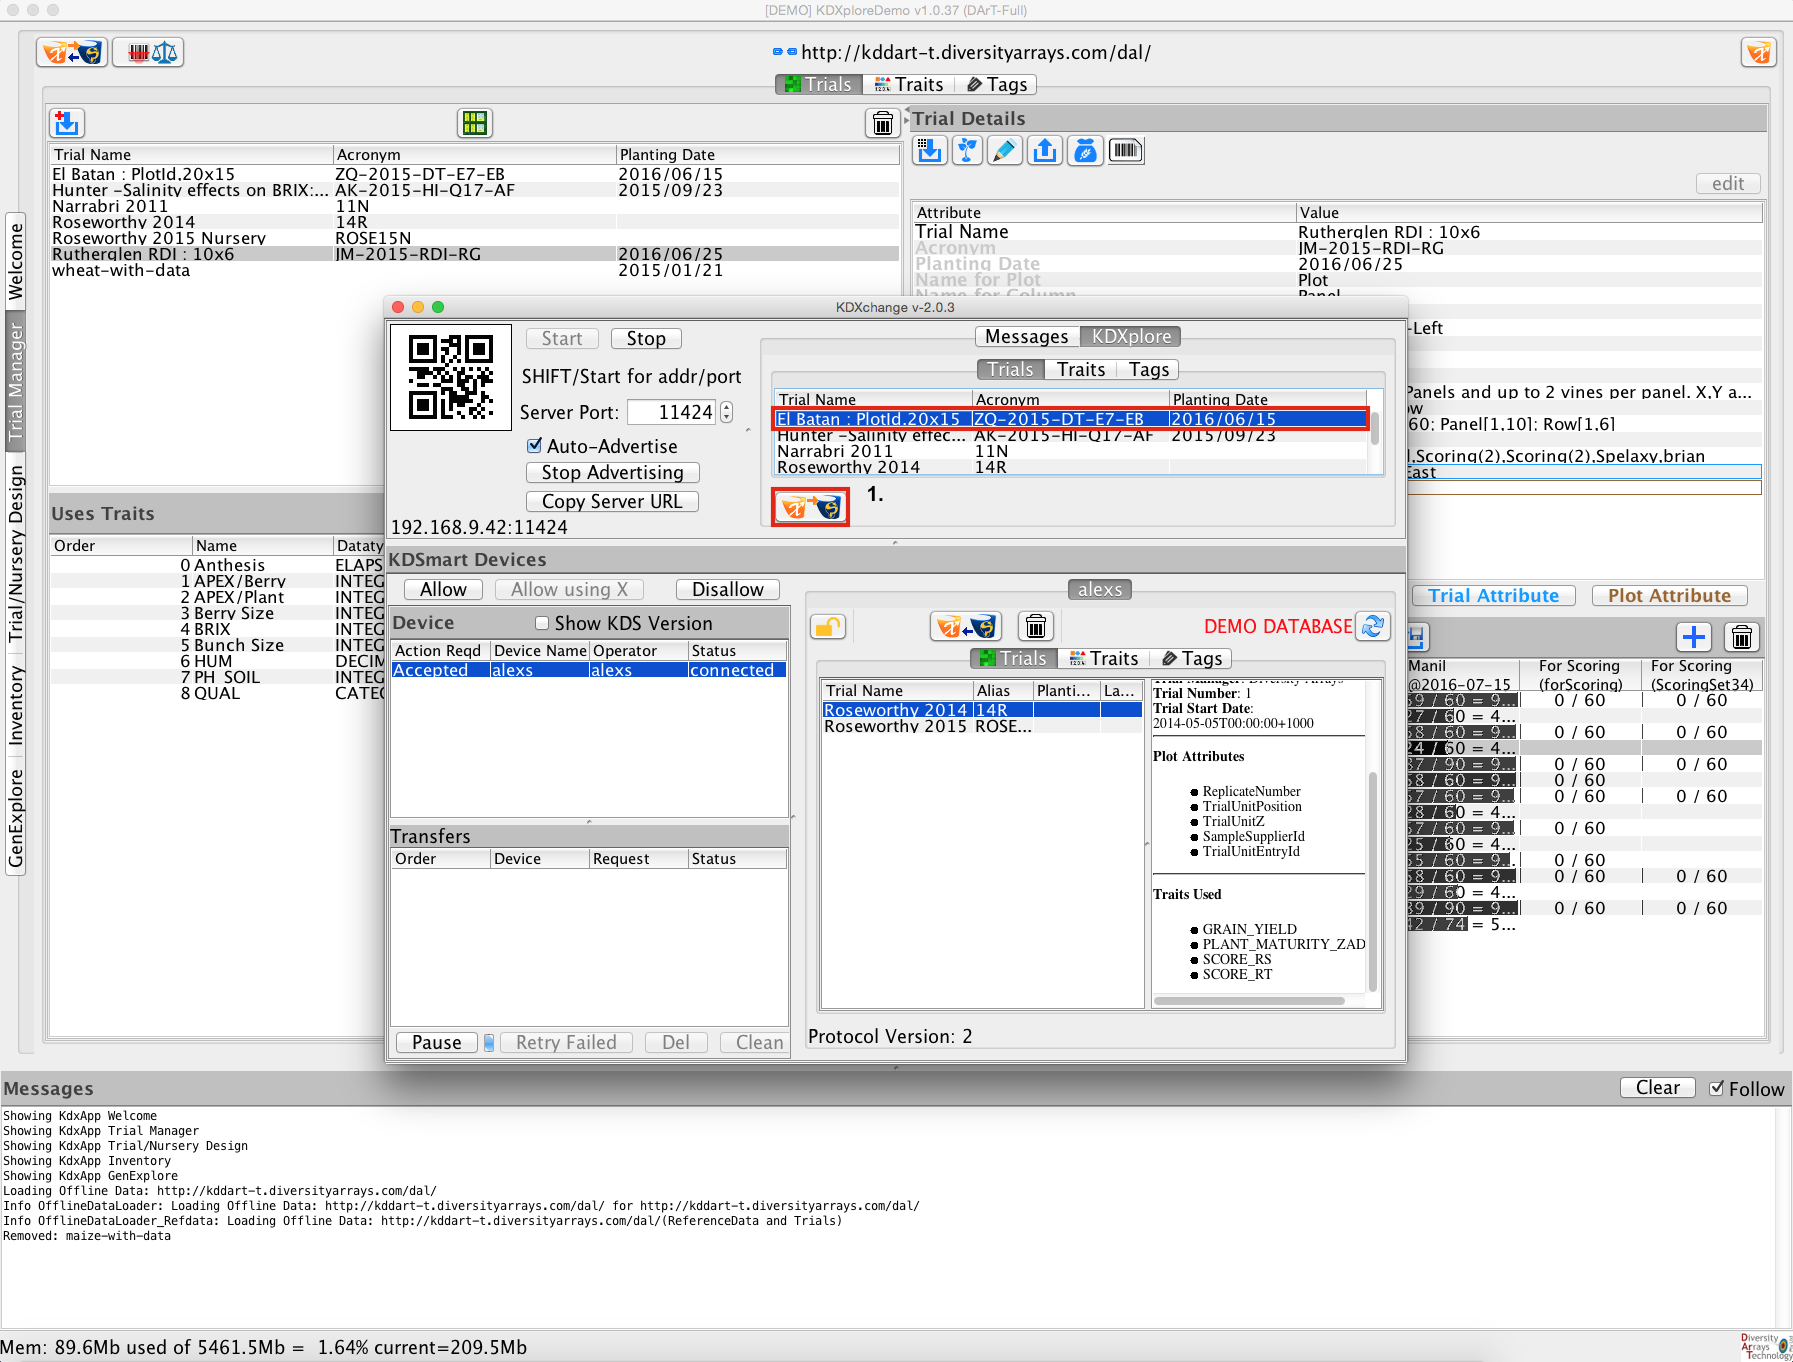 [DEMO] KDXploreDemo v1.0.37 (DArT-Full)
http://kddart-t.diversityarrays.com/dal/
Trials Traits Tags
Trial Name Acronym Planting Date
El Batan : PlotId,20x15 ZQ-2015-DT-E7-EB 2016/06/15
Hunter -Salinity effects on BRIX:... AK-2015-HI-Q17-AF 2015/09/23
Narrabri 2011 11N
Roseworthy 2014 14R
Roseworthy 2015 Nursery ROSE15N
Rutherglen RDI : 10x6 JM-2015-RDI-RG 2016/06/25
wheat-with-data 2015/01/21
Welcome
Trial Manager
Trial/Nursery Design
Inventory
GenExplore
Trial Details
edit
Attribute Value
Trial Name Rutherglen RDI : 10x6
Acronym JM-2015-RDI-RG
Planting Date 2016/06/25
Name for Plot Plot
Name for Column Panel
-Left
Panels and up to 2 vines per panel. X,Y a...
ow
60; Panel[1,10]; Row[1,6]
,Scoring(2),Scoring(2),Spelaxy,brian
East
Trial Attribute Plot Attribute
Uses Traits
Order Name Dataty
0 Anthesis ELAPS
1 APEX/Berry INTEG
2 APEX/Plant INTEG
3 Berry Size INTEG
4 BRIX INTEG
5 Bunch Size INTEG
6 HUM DECIM
7 PH_SOIL INTEG
8 QUAL CATEG
KDXchange v-2.0.3
Start Stop
SHIFT/Start for addr/port
Server Port: 11424
Auto-Advertise
Stop Advertising
Copy Server URL
192.168.9.42:11424
Messages KDXplore
Trials Traits Tags
Trial Name Acronym Planting Date
El Batan : PlotId,20x15 ZQ-2015-DT-E7-EB 2016/06/15
Hunter -Salinity effec... AK-2015-HI-Q17-AF 2015/09/23
Narrabri 2011 11N
Roseworthy 2014 14R
1.
KDSmart Devices
Allow Allow using X Disallow
Device Show KDS Version
Action Reqd Device Name Operator Status
Accepted alexs alexs connected
Transfers
Order Device Request Status
Pause Retry Failed Del Clean
alexs
DEMO DATABASE
Trials Traits Tags
Trial Name Alias Planti... La...
Roseworthy 2014 14R
Roseworthy 2015 ROSE...
Trial Manager: Diversity Arrays
Trial Number: 1
Trial Start Date:
2014-05-05T00:00:00+1000
Plot Attributes
ReplicateNumber
TrialUnitPosition
TrialUnitZ
SampleSupplierId
TrialUnitEntryId
Traits Used
GRAIN_YIELD
PLANT_MATURITY_ZAD
SCORE_RS
SCORE_RT
Protocol Version: 2
Manil For Scoring For Scoring
@2016-07-15 (forScoring) (ScoringSet34)
59 / 60 = 9... 0 / 60 0 / 60
27 / 60 = 4...
58 / 60 = 9... 0 / 60 0 / 60
24 / 60 = 4...
87 / 90 = 9... 0 / 60 0 / 60
58 / 60 = 9... 0 / 60
57 / 60 = 9... 0 / 60 0 / 60
28 / 60 = 4...
57 / 60 = 9... 0 / 60
25 / 60 = 4...
55 / 60 = 9... 0 / 60
58 / 60 = 9... 0 / 60 0 / 60
29 / 60 = 4...
89 / 90 = 9... 0 / 60 0 / 60
42 / 74 = 5...
Messages Clear Follow
Showing KdxApp Welcome
Showing KdxApp Trial Manager
Showing KdxApp Trial/Nursery Design
Showing KdxApp Inventory
Showing KdxApp GenExplore
Loading Offline Data: http://kddart-t.diversityarrays.com/dal/
Info OfflineDataLoader: Loading Offline Data: http://kddart-t.diversityarrays.com/dal/ for http://kddart-t.diversityarrays.com/dal/
Info OfflineDataLoader_Refdata: Loading Offline Data: http://kddart-t.diversityarrays.com/dal/(ReferenceData and Trials)
Removed: maize-with-data
Mem: 89.6Mb used of 5461.5Mb = 1.64% current=209.5Mb
Diversity
Arrays
Technology